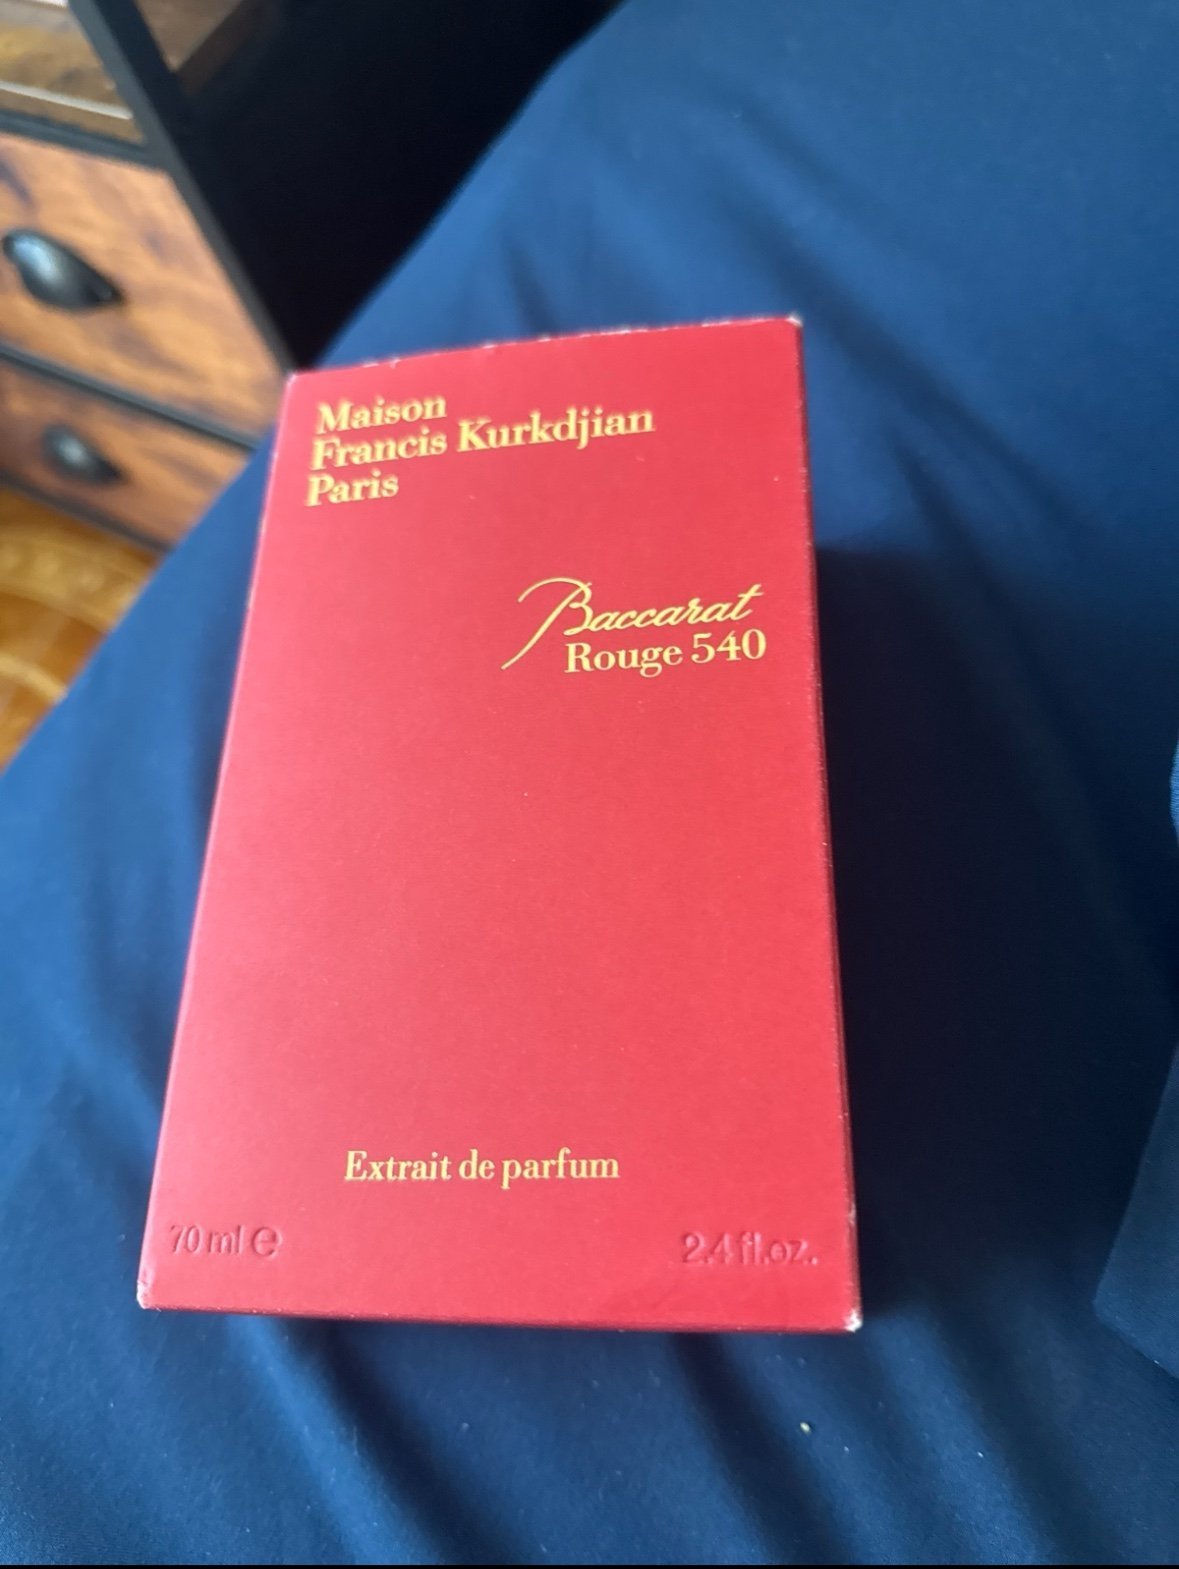 Maison
Francis Kurkdjian
Paris
Baccarat
Rouge 540
Extrait de parfum
70 ml ℮ 2.4 fl.oz.